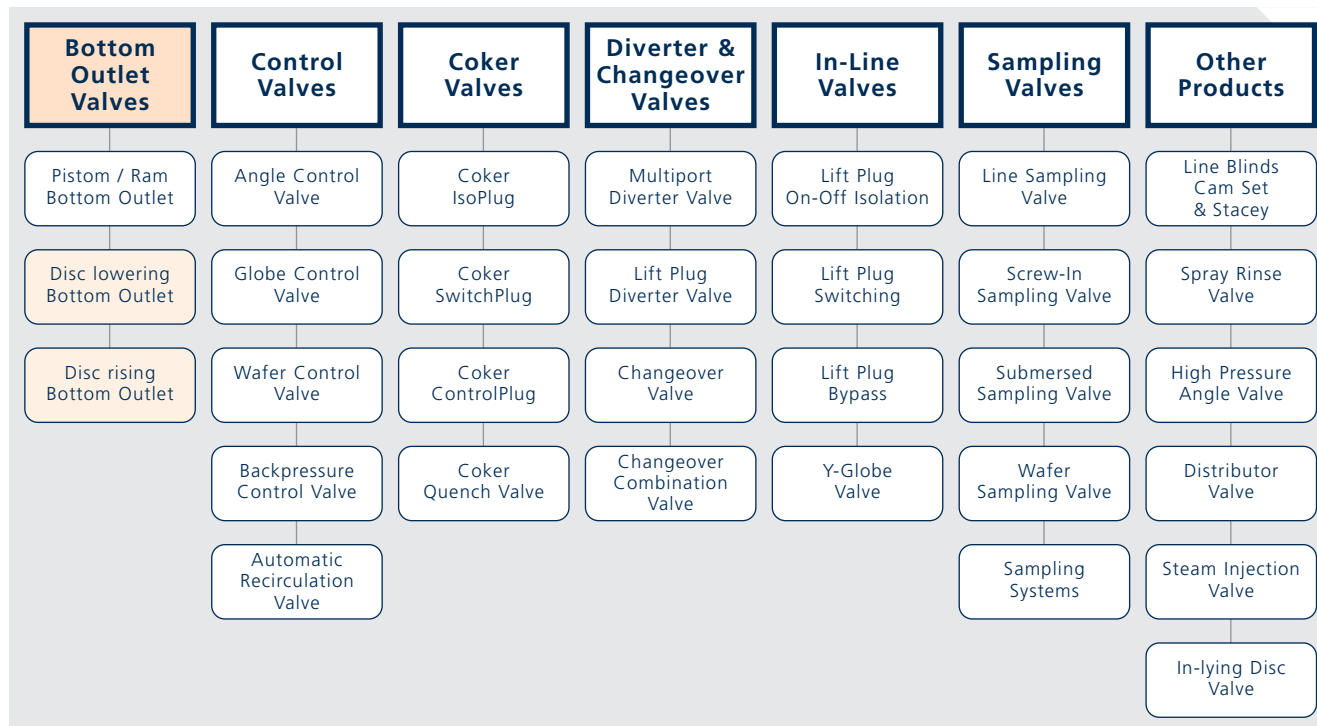 Bottom
Outlet
Valves
Pistom / Ram
Bottom Outlet
Disc lowering
Bottom Outlet
Disc rising
Bottom Outlet
Control
Valves
Angle Control
Valve
Globe Control
Valve
Wafer Control
Valve
Backpressure
Control Valve
Automatic
Recirculation
Valve
Coker
Valves
Coker
IsoPlug
Coker
SwitchPlug
Coker
ControlPlug
Coker
Quench Valve
Diverter &
Changeover
Valves
Multiport
Diverter Valve
Lift Plug
Diverter Valve
Changeover
Valve
Changeover
Combination
Valve
In-Line
Valves
Lift Plug
On-Off Isolation
Lift Plug
Switching
Lift Plug
Bypass
Y-Globe
Valve
Sampling
Valves
Line Sampling
Valve
Screw-In
Sampling Valve
Submersed
Sampling Valve
Wafer
Sampling Valve
Sampling
Systems
Other
Products
Line Blinds
Cam Set
& Stacey
Spray Rinse
Valve
High Pressure
Angle Valve
Distributor
Valve
Steam Injection
Valve
In-lying Disc
Valve